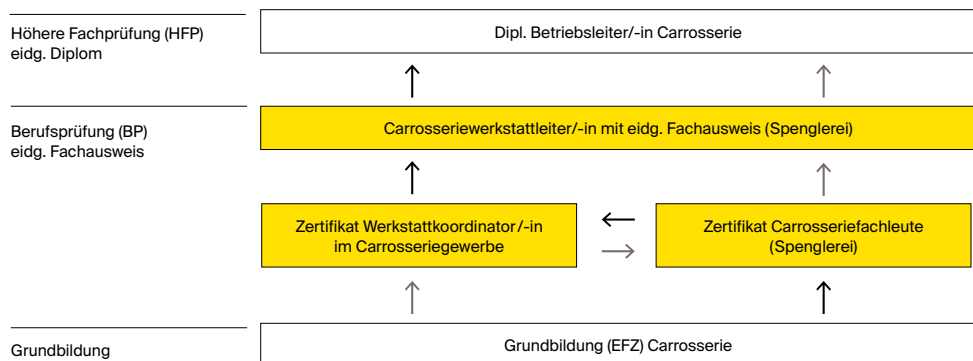 Höhere Fachprüfung (HFP)
eidg. Diplom
Dipl. Betriebsleiter/-in Carrosserie
Berufsprüfung (BP)
eidg. Fachausweis
Carrosseriewerkstattleiter/-in mit eidg. Fachausweis (Spenglerei)
Zertifikat Werkstattkoordinator/-in
im Carrosseriegewerbe
Zertifikat Carrosseriefachleute
(Spenglerei)
Grundbildung
Grundbildung (EFZ) Carrosserie